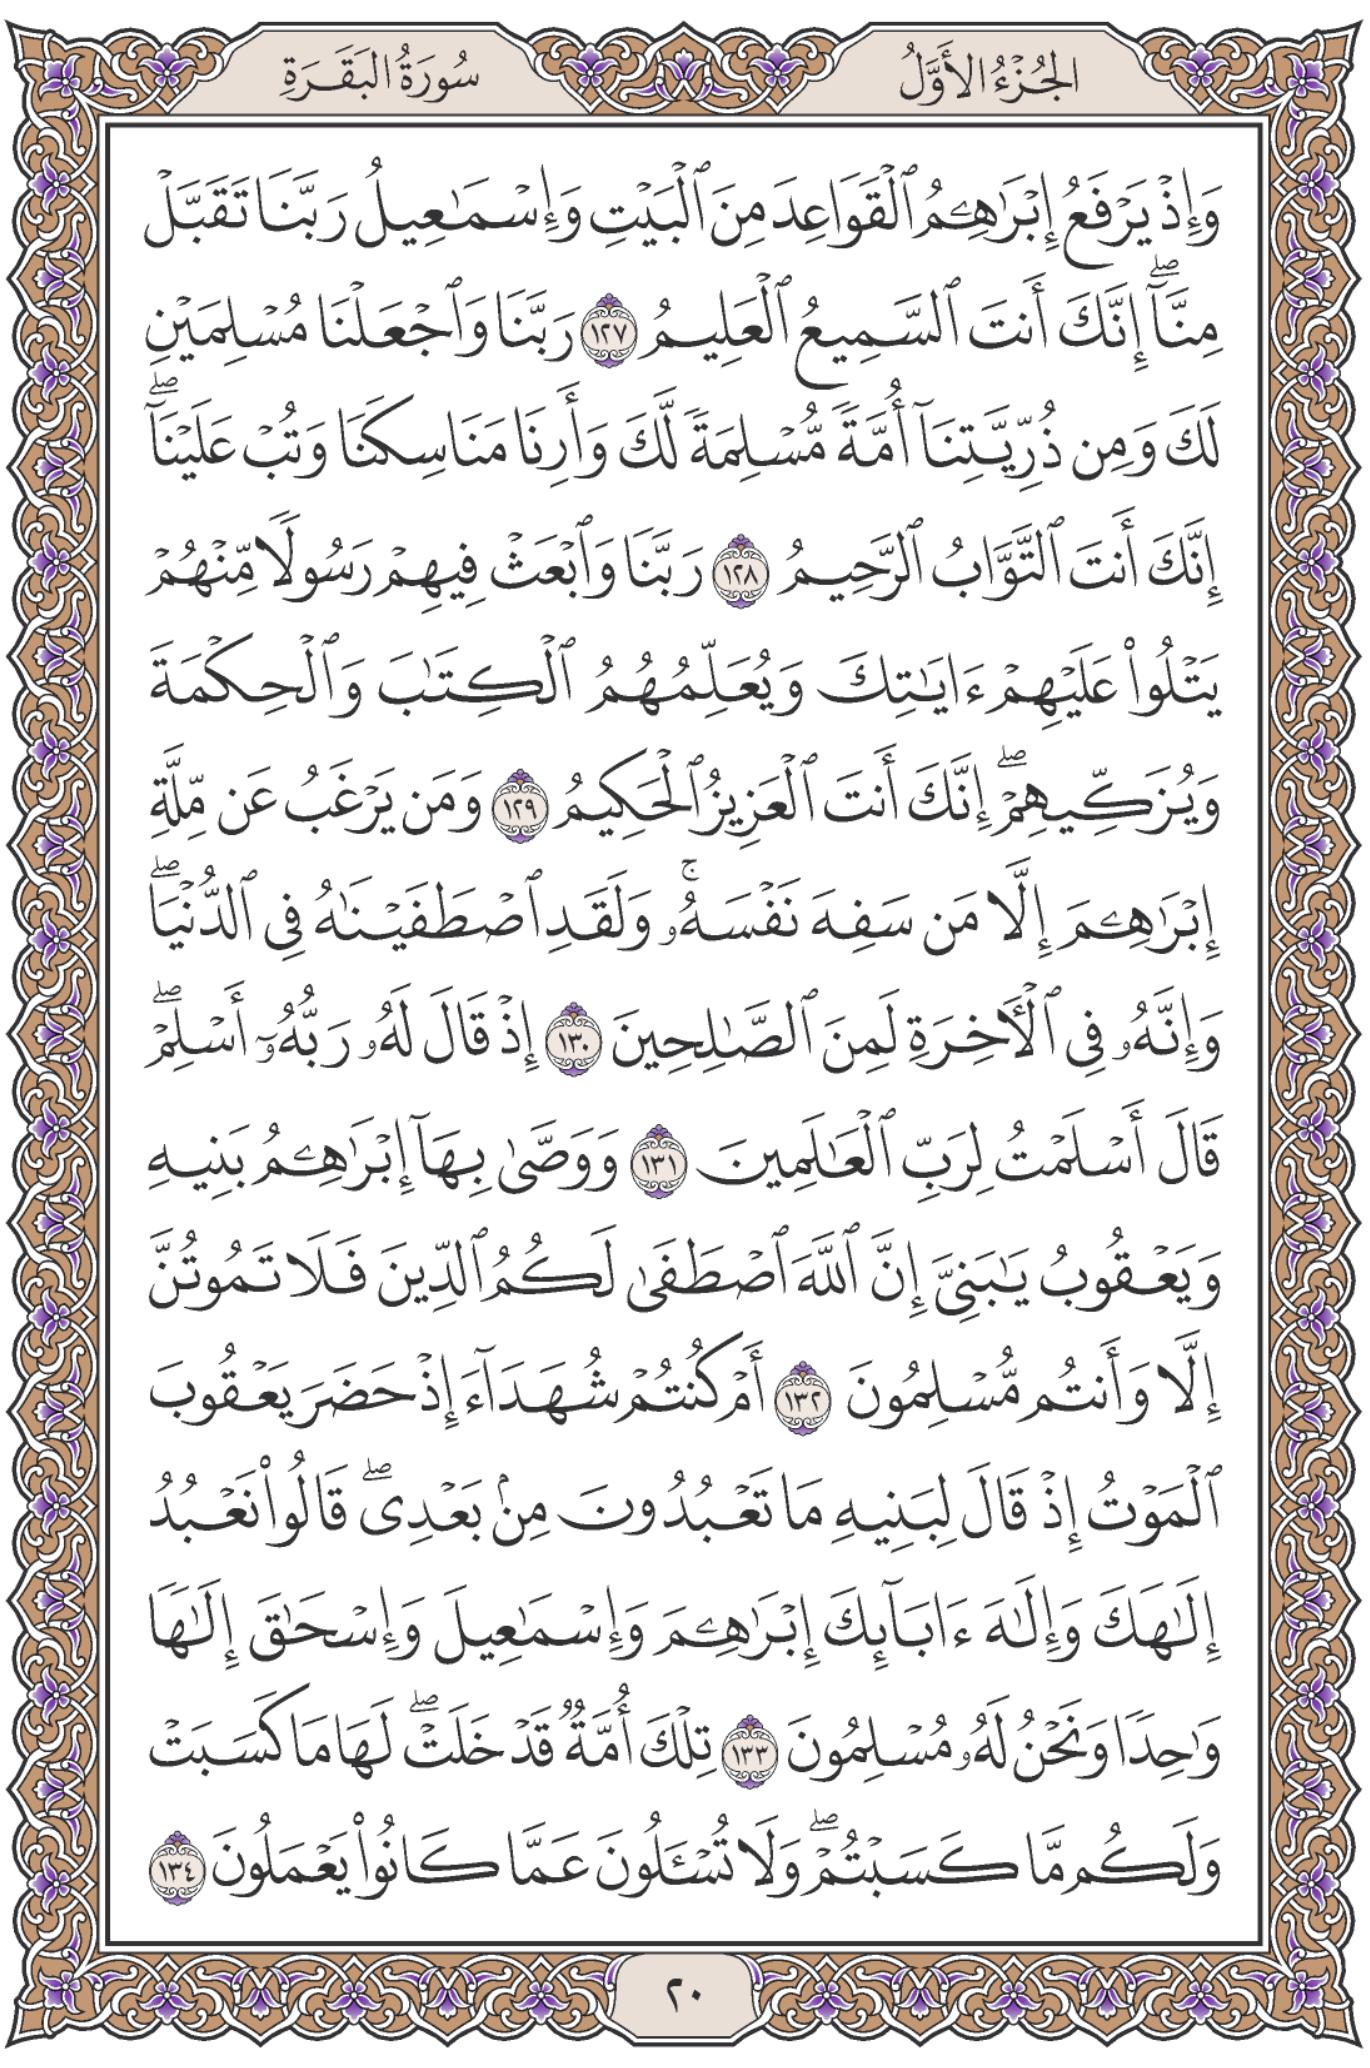 الجُزْءُ الأَوَّلُ
سُورَةُ البَقَرَةِ
وَإِذْ يَرْفَعُ إِبْرَٰهِـۧمُ ٱلْقَوَاعِدَ مِنَ ٱلْبَيْتِ وَإِسْمَـٰعِيلُ رَبَّنَا تَقَبَّلْ
مِنَّآ ۖ إِنَّكَ أَنتَ ٱلسَّمِيعُ ٱلْعَلِيمُ ١٢٧ رَبَّنَا وَٱجْعَلْنَا مُسْلِمَيْنِ
لَكَ وَمِن ذُرِّيَّتِنَآ أُمَّةً مُّسْلِمَةً لَّكَ وَأَرِنَا مَنَاسِكَنَا وَتُبْ عَلَيْنَآ ۖ
إِنَّكَ أَنتَ ٱلتَّوَّابُ ٱلرَّحِيمُ ١٢٨ رَبَّنَا وَٱبْعَثْ فِيهِمْ رَسُولًا مِّنْهُمْ
يَتْلُوا۟ عَلَيْهِمْ ءَايَـٰتِكَ وَيُعَلِّمُهُمُ ٱلْكِتَـٰبَ وَٱلْحِكْمَةَ
وَيُزَكِّيهِمْ ۖ إِنَّكَ أَنتَ ٱلْعَزِيزُ ٱلْحَكِيمُ ١٢٩ وَمَن يَرْغَبُ عَن مِّلَّةِ
إِبْرَٰهِـۧمَ إِلَّا مَن سَفِهَ نَفْسَهُۥ ۚ وَلَقَدِ ٱصْطَفَيْنَـٰهُ فِى ٱلدُّنْيَا ۖ
وَإِنَّهُۥ فِى ٱلْـَٔاخِرَةِ لَمِنَ ٱلصَّـٰلِحِينَ ١٣٠ إِذْ قَالَ لَهُۥ رَبُّهُۥٓ أَسْلِمْ ۖ
قَالَ أَسْلَمْتُ لِرَبِّ ٱلْعَـٰلَمِينَ ١٣١ وَوَصَّىٰ بِهَآ إِبْرَٰهِـۧمُ بَنِيهِ
وَيَعْقُوبُ يَـٰبَنِىَّ إِنَّ ٱللَّهَ ٱصْطَفَىٰ لَكُمُ ٱلدِّينَ فَلَا تَمُوتُنَّ
إِلَّا وَأَنتُم مُّسْلِمُونَ ١٣٢ أَمْ كُنتُمْ شُهَدَآءَ إِذْ حَضَرَ يَعْقُوبَ
ٱلْمَوْتُ إِذْ قَالَ لِبَنِيهِ مَا تَعْبُدُونَ مِنۢ بَعْدِى ۖ قَالُوا۟ نَعْبُدُ
إِلَـٰهَكَ وَإِلَـٰهَ ءَابَآئِكَ إِبْرَٰهِـۧمَ وَإِسْمَـٰعِيلَ وَإِسْحَـٰقَ إِلَـٰهًا
وَٰحِدًا وَنَحْنُ لَهُۥ مُسْلِمُونَ ١٣٣ تِلْكَ أُمَّةٌ قَدْ خَلَتْ ۖ لَهَا مَا كَسَبَتْ
وَلَكُم مَّا كَسَبْتُمْ ۖ وَلَا تُسْـَٔلُونَ عَمَّا كَانُوا۟ يَعْمَلُونَ ١٣٤
٢٠